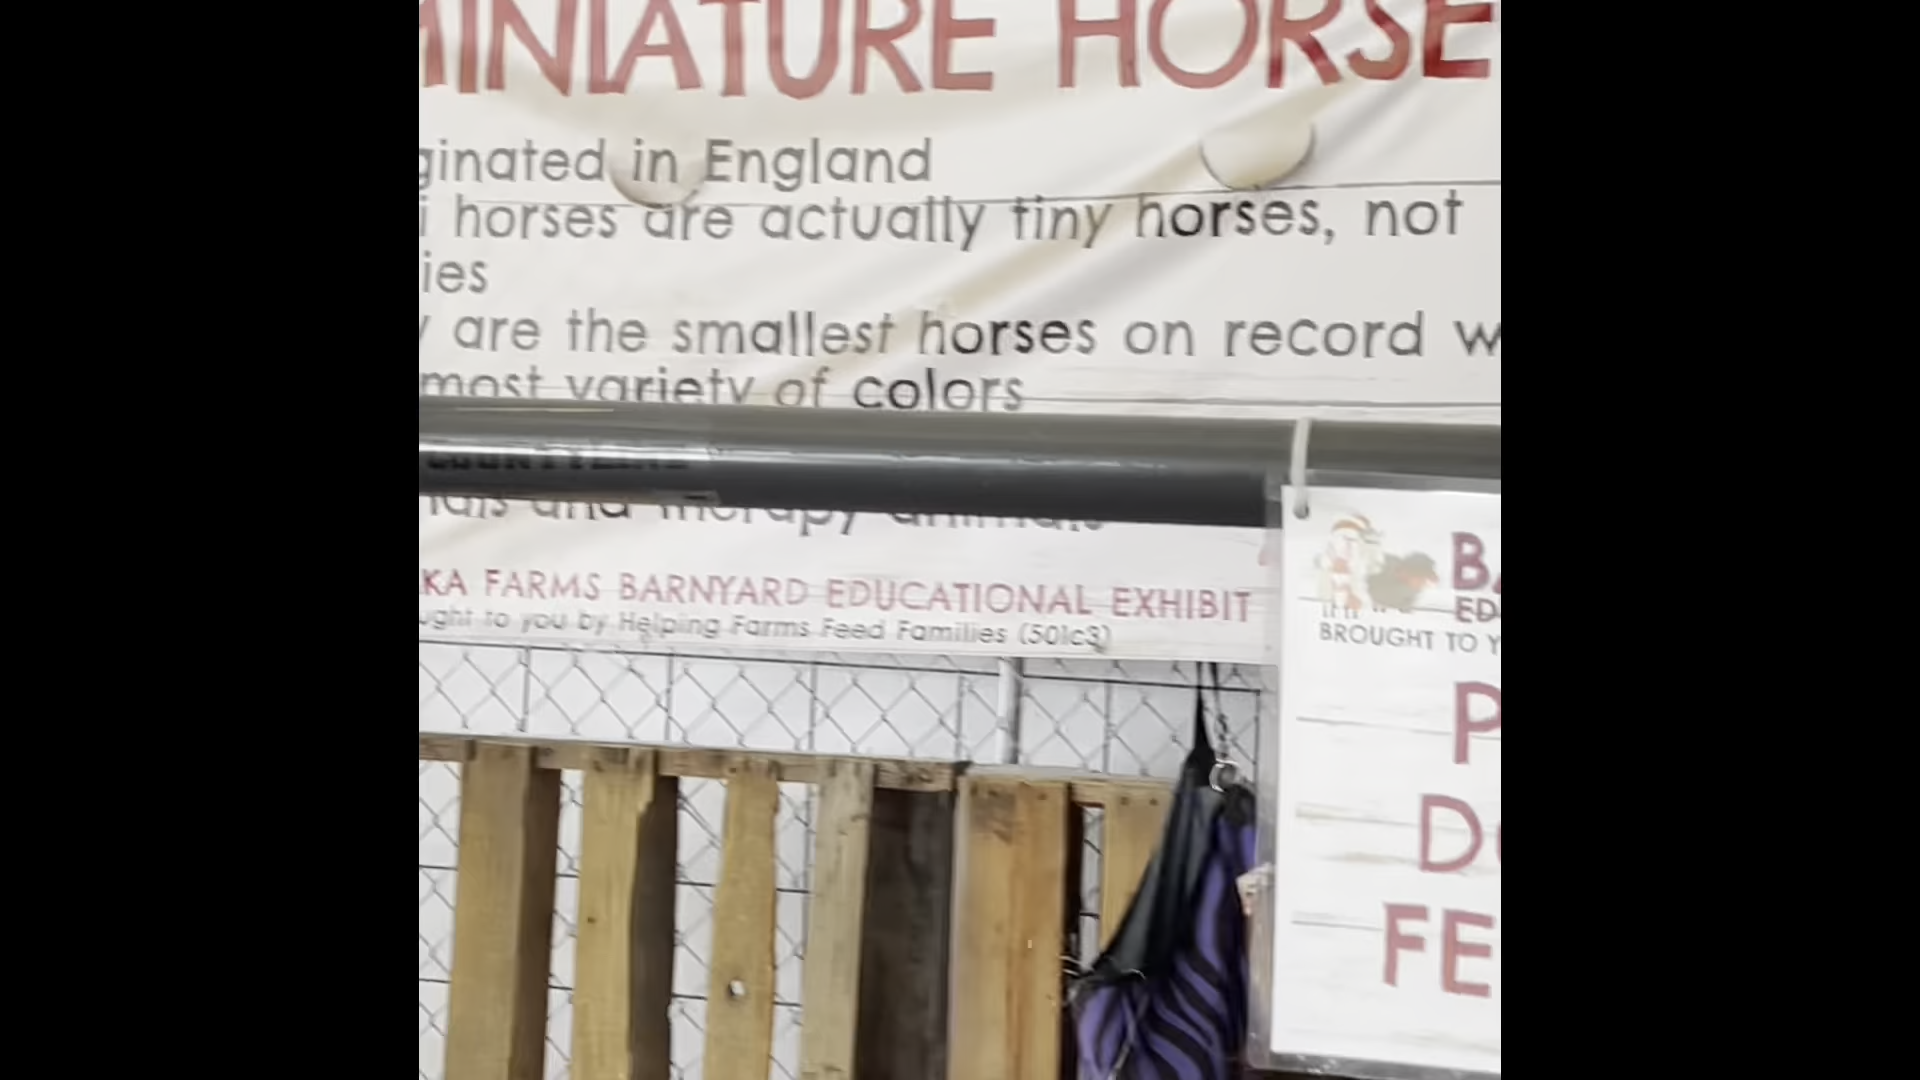 MINIATURE HORSE
ginated in England
i horses are actually tiny horses, not
ies
are the smallest horses on record w
most variety of colors
and therapy animals
KA FARMS BARNYARD EDUCATIONAL EXHIBIT
ught to you by Helping Farms Feed Families (501c3)
BA
ED
BROUGHT TO Y
P
DO
FE